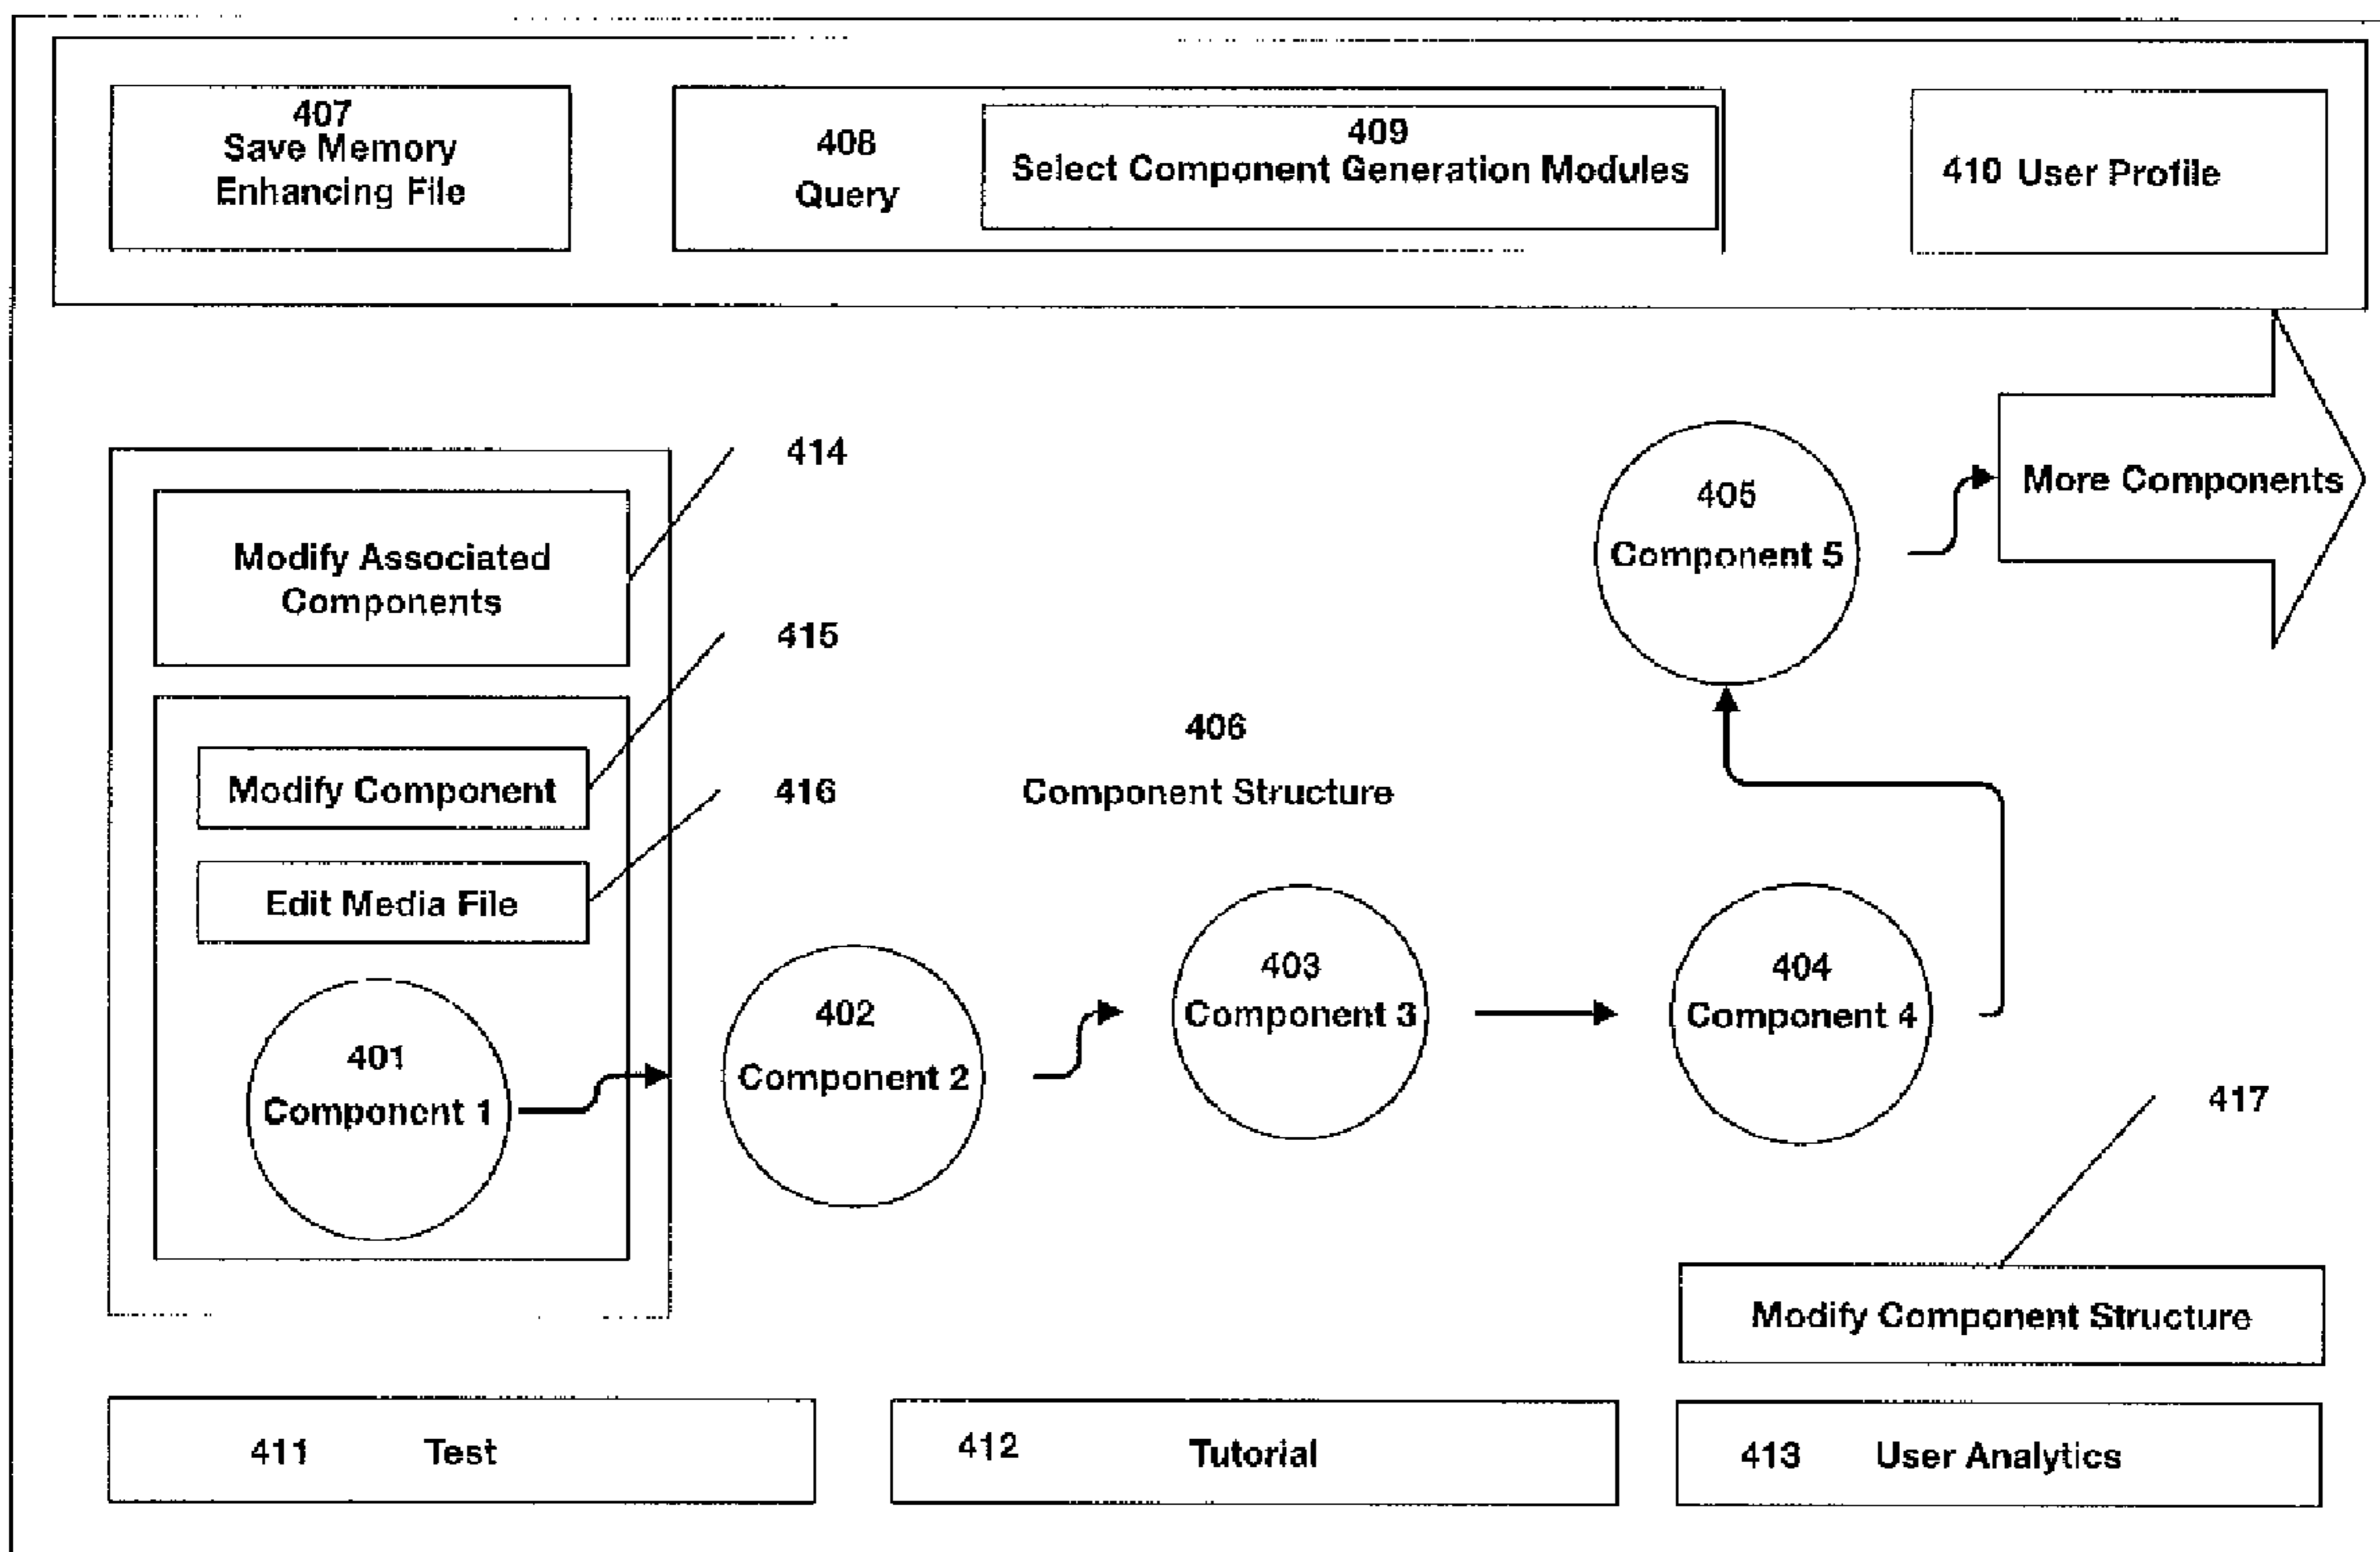 407
Save Memory
Enhancing File
408
Query
409
Select Component Generation Modules
410 User Profile
414
Modify Associated
Components
415
Modify Component
416
Edit Media File
406
Component Structure
405
Component 5
More Components
401
Component 1
402
Component 2
403
Component 3
404
Component 4
417
Modify Component Structure
411 Test
412 Tutorial
413 User Analytics